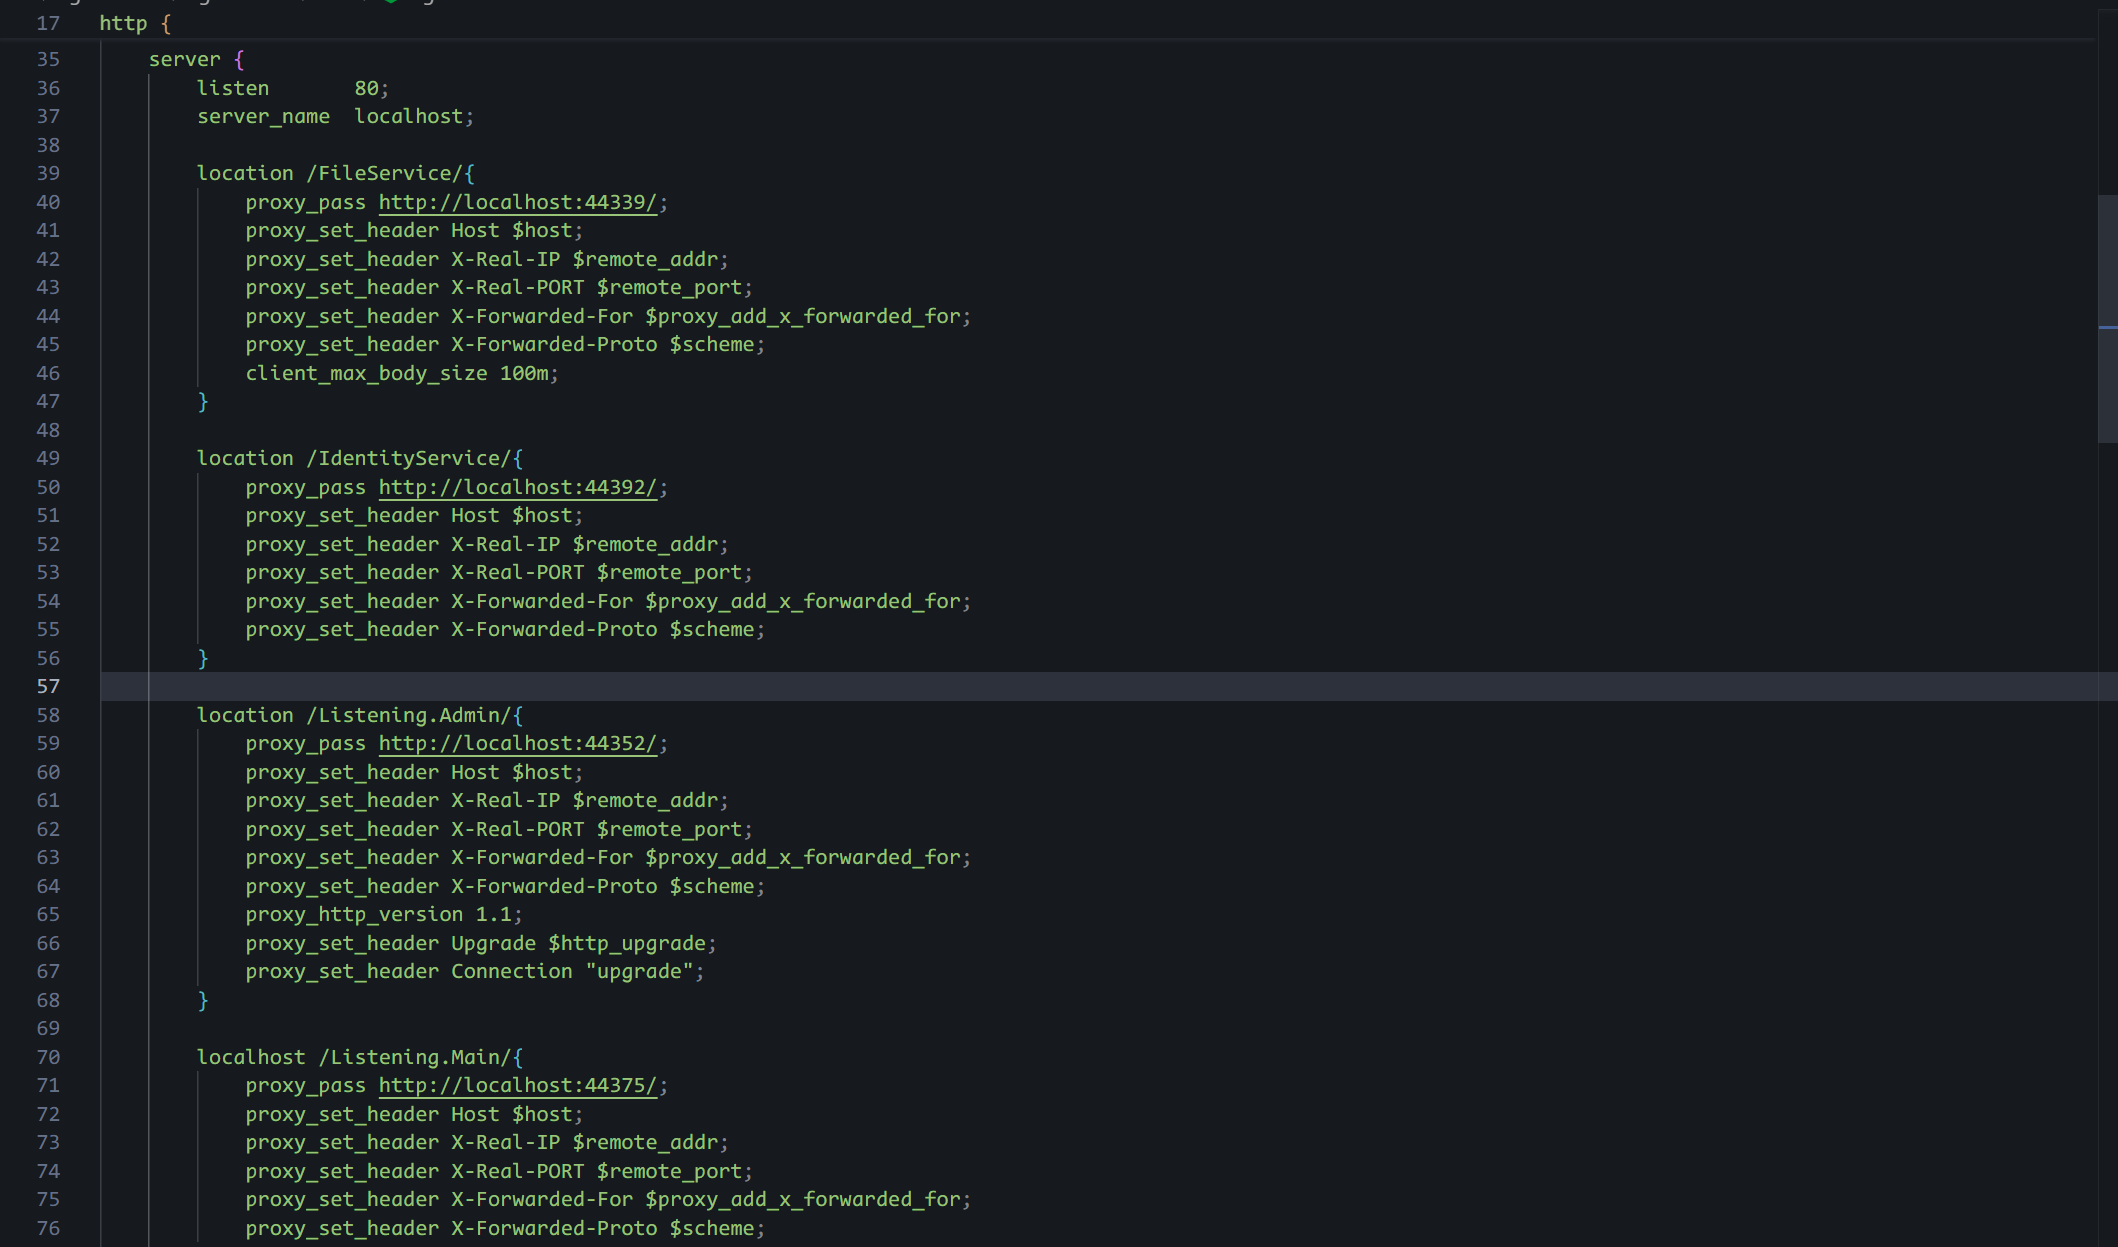 17 http {
35 server {
36 listen 80;
37 server_name localhost;
38
39 location /FileService/{
40 proxy_pass http://localhost:44339/;
41 proxy_set_header Host $host;
42 proxy_set_header X-Real-IP $remote_addr;
43 proxy_set_header X-Real-PORT $remote_port;
44 proxy_set_header X-Forwarded-For $proxy_add_x_forwarded_for;
45 proxy_set_header X-Forwarded-Proto $scheme;
46 client_max_body_size 100m;
47 }
48
49 location /IdentityService/{
50 proxy_pass http://localhost:44392/;
51 proxy_set_header Host $host;
52 proxy_set_header X-Real-IP $remote_addr;
53 proxy_set_header X-Real-PORT $remote_port;
54 proxy_set_header X-Forwarded-For $proxy_add_x_forwarded_for;
55 proxy_set_header X-Forwarded-Proto $scheme;
56 }
57
58 location /Listening.Admin/{
59 proxy_pass http://localhost:44352/;
60 proxy_set_header Host $host;
61 proxy_set_header X-Real-IP $remote_addr;
62 proxy_set_header X-Real-PORT $remote_port;
63 proxy_set_header X-Forwarded-For $proxy_add_x_forwarded_for;
64 proxy_set_header X-Forwarded-Proto $scheme;
65 proxy_http_version 1.1;
66 proxy_set_header Upgrade $http_upgrade;
67 proxy_set_header Connection "upgrade";
68 }
69
70 localhost /Listening.Main/{
71 proxy_pass http://localhost:44375/;
72 proxy_set_header Host $host;
73 proxy_set_header X-Real-IP $remote_addr;
74 proxy_set_header X-Real-PORT $remote_port;
75 proxy_set_header X-Forwarded-For $proxy_add_x_forwarded_for;
76 proxy_set_header X-Forwarded-Proto $scheme;